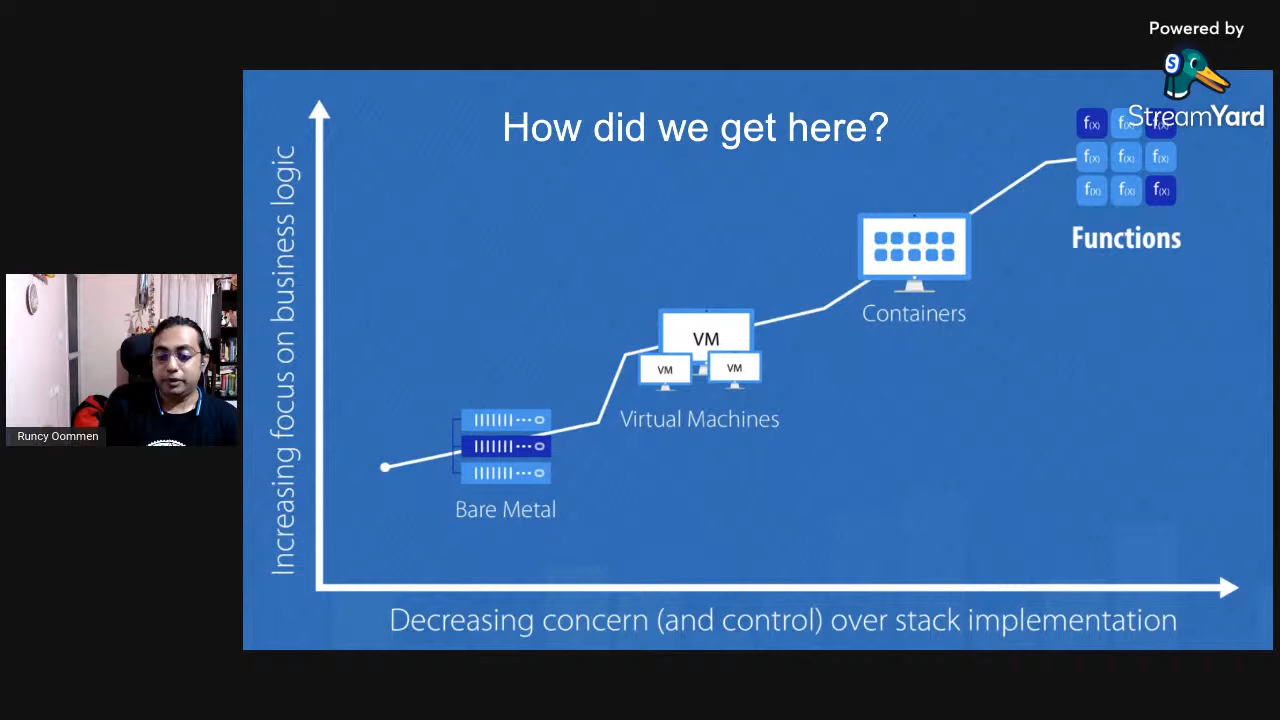 Powered by
StreamYard
How did we get here?
Increasing focus on business logic
f(x) f(x) f(x)
f(x) f(x) f(x)
f(x) f(x) f(x)
Functions
Containers
VM
VM VM
Virtual Machines
Bare Metal
Runcy Oommen
Decreasing concern (and control) over stack implementation